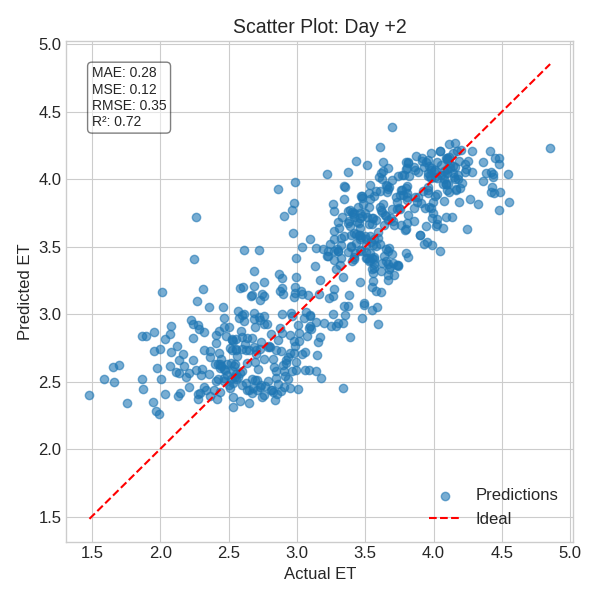 Scatter Plot: Day +2
MAE: 0.28
MSE: 0.12
RMSE: 0.35
R²: 0.72
5.0
4.5
4.0
3.5
3.0
2.5
2.0
1.5
Predicted ET
Predictions
Ideal
1.5 2.0 2.5 3.0 3.5 4.0 4.5 5.0
Actual ET